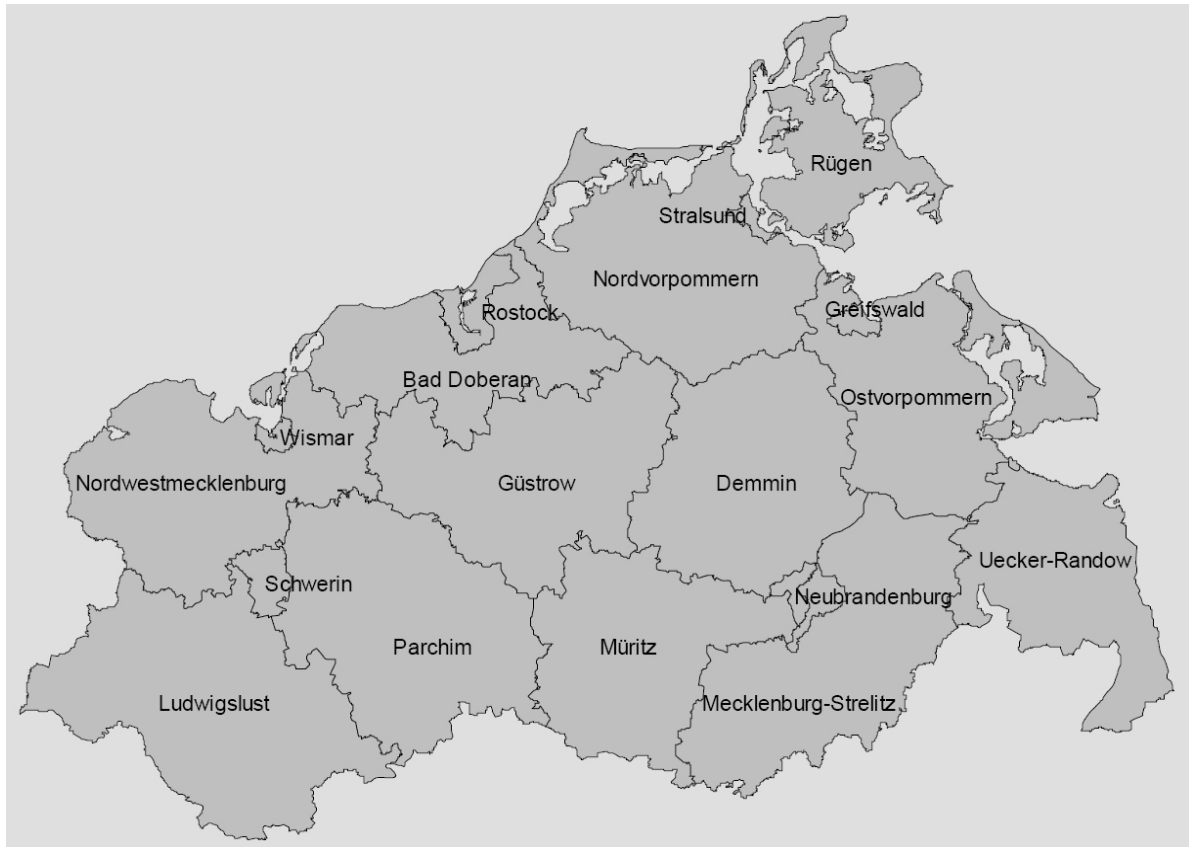 Rügen
Stralsund
Nordvorpommern
Greifswald
Rostock
Bad Doberan
Ostvorpommern
Wismar
Nordwestmecklenburg
Güstrow
Demmin
Uecker-Randow
Schwerin
Neubrandenburg
Parchim
Müritz
Ludwigslust
Mecklenburg-Strelitz